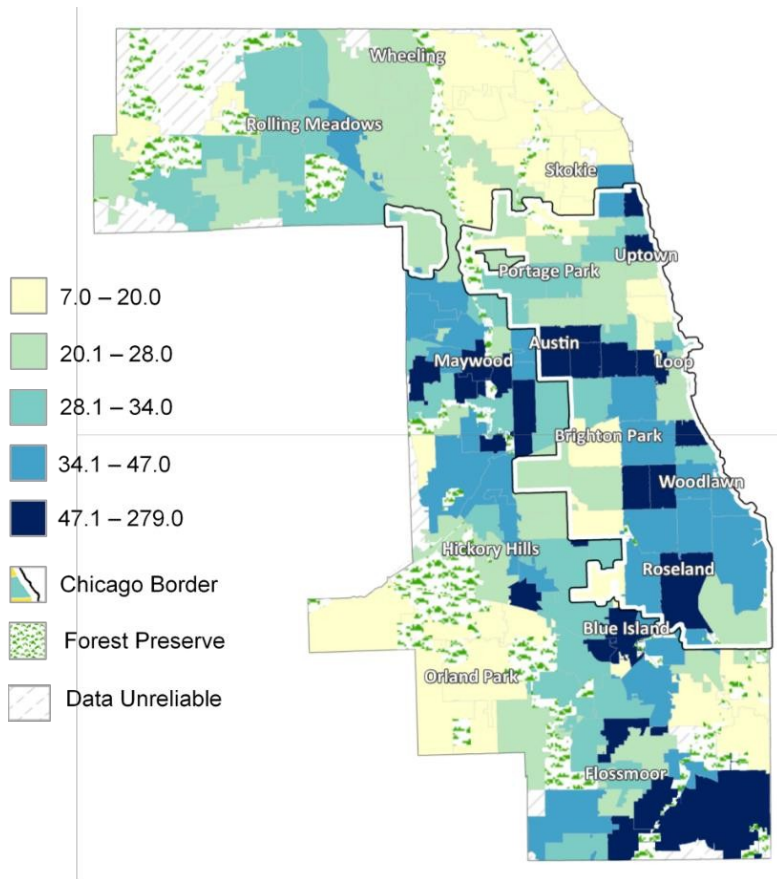 Wheeling
Rolling Meadows
Skokie
Uptown
Portage Park
Austin
Loop
Maywood
Brighton Park
Woodlawn
Hickory Hills
Roseland
Blue Island
Orland Park
Flossmoor
7.0 – 20.0
20.1 – 28.0
28.1 – 34.0
34.1 – 47.0
47.1 – 279.0
Chicago Border
Forest Preserve
Data Unreliable